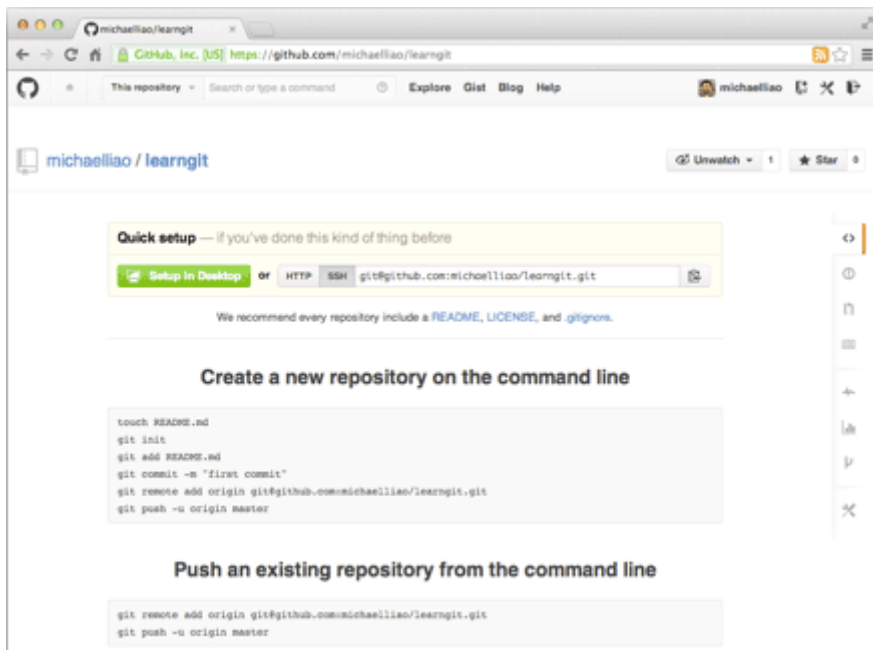 michaelliao/learngit
GitHub, Inc. [US] https://github.com/michaelliao/learngit
This repository Search or type a command Explore Gist Blog Help michaelliao
michaelliao / learngit
Unwatch 1 Star 0
Quick setup — if you've done this kind of thing before
Setup in Desktop or HTTP SSH git@github.com:michaelliao/learngit.git
We recommend every repository include a README, LICENSE, and .gitignore.
Create a new repository on the command line
touch README.md
git init
git add README.md
git commit -m "first commit"
git remote add origin git@github.com:michaelliao/learngit.git
git push -u origin master
Push an existing repository from the command line
git remote add origin git@github.com:michaelliao/learngit.git
git push -u origin master